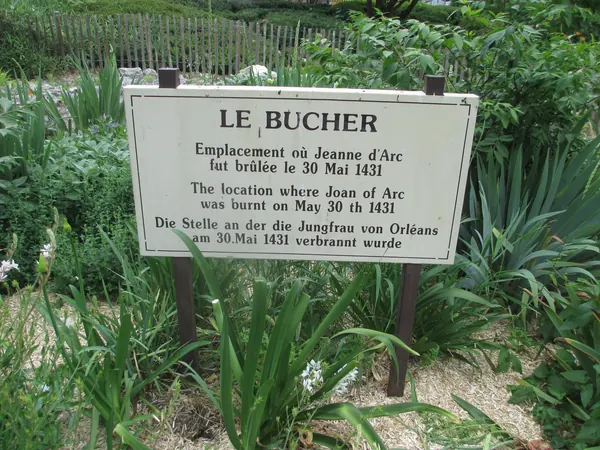 LE BUCHER
Emplacement où Jeanne d'Arc
fut brûlée le 30 Mai 1431
The location where Joan of Arc
was burnt on May 30 th 1431
Die Stelle an der die Jungfrau von Orléans
am 30.Mai 1431 verbrannt wurde